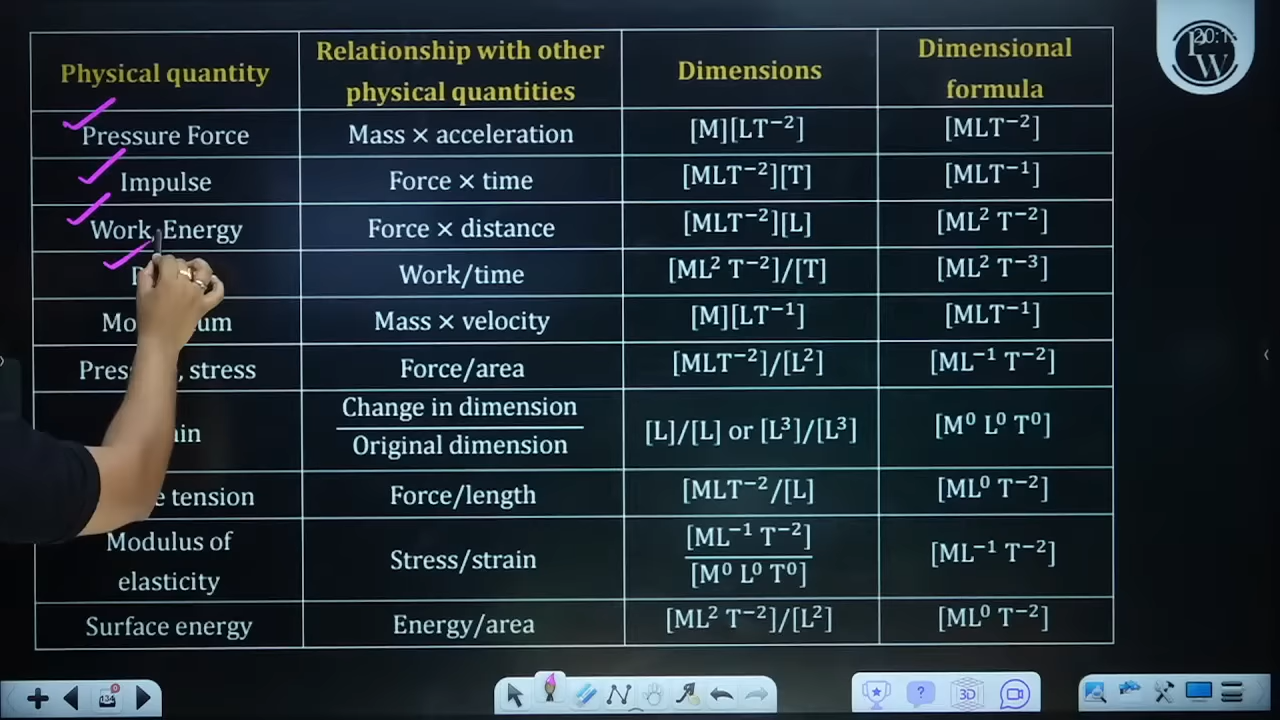 Physical quantity
Relationship with other
physical quantities
Dimensions
Dimensional
formula
Pressure Force
Mass × acceleration
[M][LT⁻²]
[MLT⁻²]
Impulse
Force × time
[MLT⁻²][T]
[MLT⁻¹]
Work, Energy
Force × distance
[MLT⁻²][L]
[ML² T⁻²]
Work/time
[ML² T⁻²]/[T]
[ML² T⁻³]
Mass × velocity
[M][LT⁻¹]
[MLT⁻¹]
stress
Force/area
[MLT⁻²]/[L²]
[ML⁻¹ T⁻²]
Change in dimension
Original dimension
[L]/[L] or [L³]/[L³]
[M⁰ L⁰ T⁰]
tension
Force/length
[MLT⁻²/[L]
[ML⁰ T⁻²]
Modulus of
elasticity
Stress/strain
[ML⁻¹ T⁻²]
[M⁰ L⁰ T⁰]
[ML⁻¹ T⁻²]
Surface energy
Energy/area
[ML² T⁻²]/[L²]
[ML⁰ T⁻²]
PW
134
3D